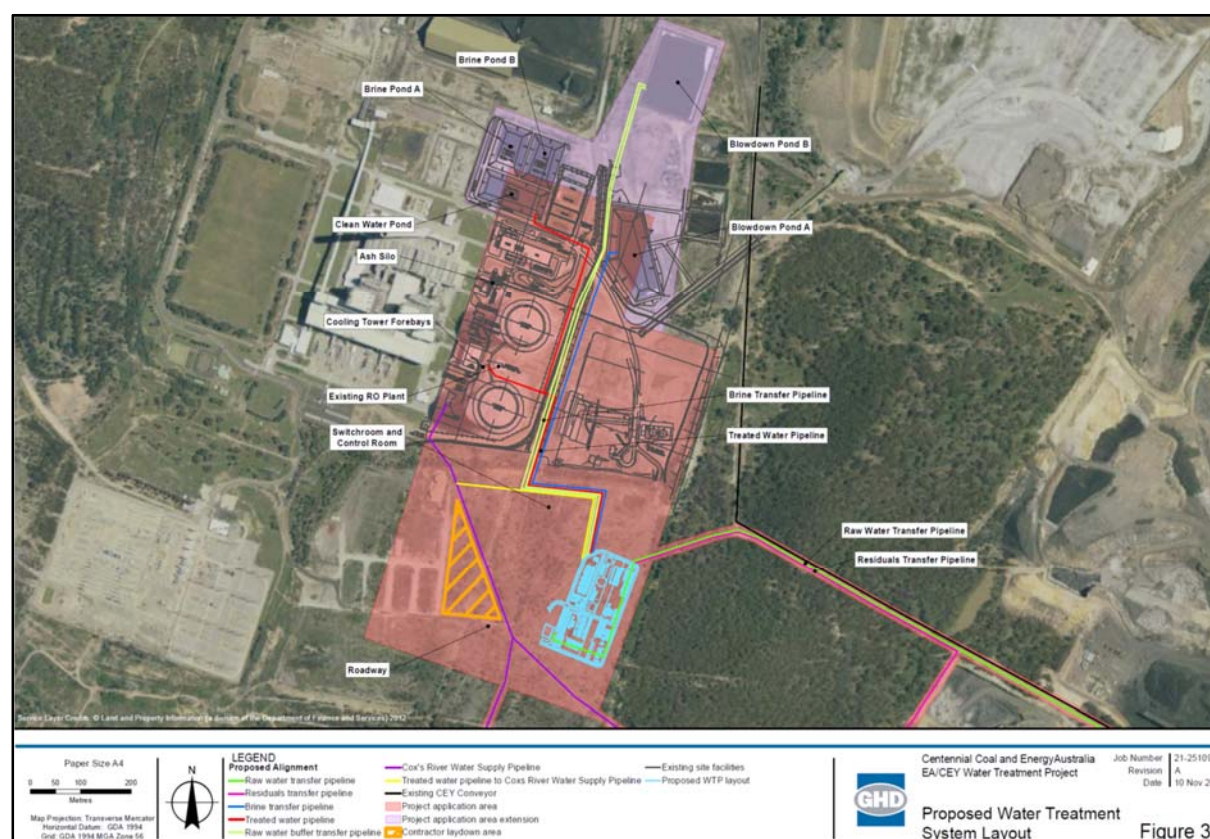 Brine Pond B
Brine Pond A
Blowdown Pond B
Clean Water Pond
Blowdown Pond A
Ash Silo
Cooling Tower Forebays
Existing RO Plant
Brine Transfer Pipeline
Switchroom and
Control Room
Treated Water Pipeline
Raw Water Transfer Pipeline
Residuals Transfer Pipeline
Roadway
Service Layer Credits: © Land and Property Information (a division of the Department of Finance and Services) 2012
Paper Size A4
0 50 100 200
Metres
Map Projection: Transverse Mercator
Horizontal Datum: GDA 1994
Grid: GDA 1994 MGA Zone 56
N
LEGEND
Proposed Alignment
Raw water transfer pipeline
Residuals transfer pipeline
Brine transfer pipeline
Treated water pipeline
Raw water buffer transfer pipeline
Cox's River Water Supply Pipeline
Treated water pipeline to Coxs River Water Supply Pipeline
Existing CEY Conveyor
Project application area
Project application area extension
Contractor laydown area
Existing site facilities
Proposed WTP layout
GHD
Centennial Coal and EnergyAustralia
EA/CEY Water Treatment Project
Job Number 21-2510
Revision A
Date 10 Nov 2
Proposed Water Treatment
System Layout
Figure 3